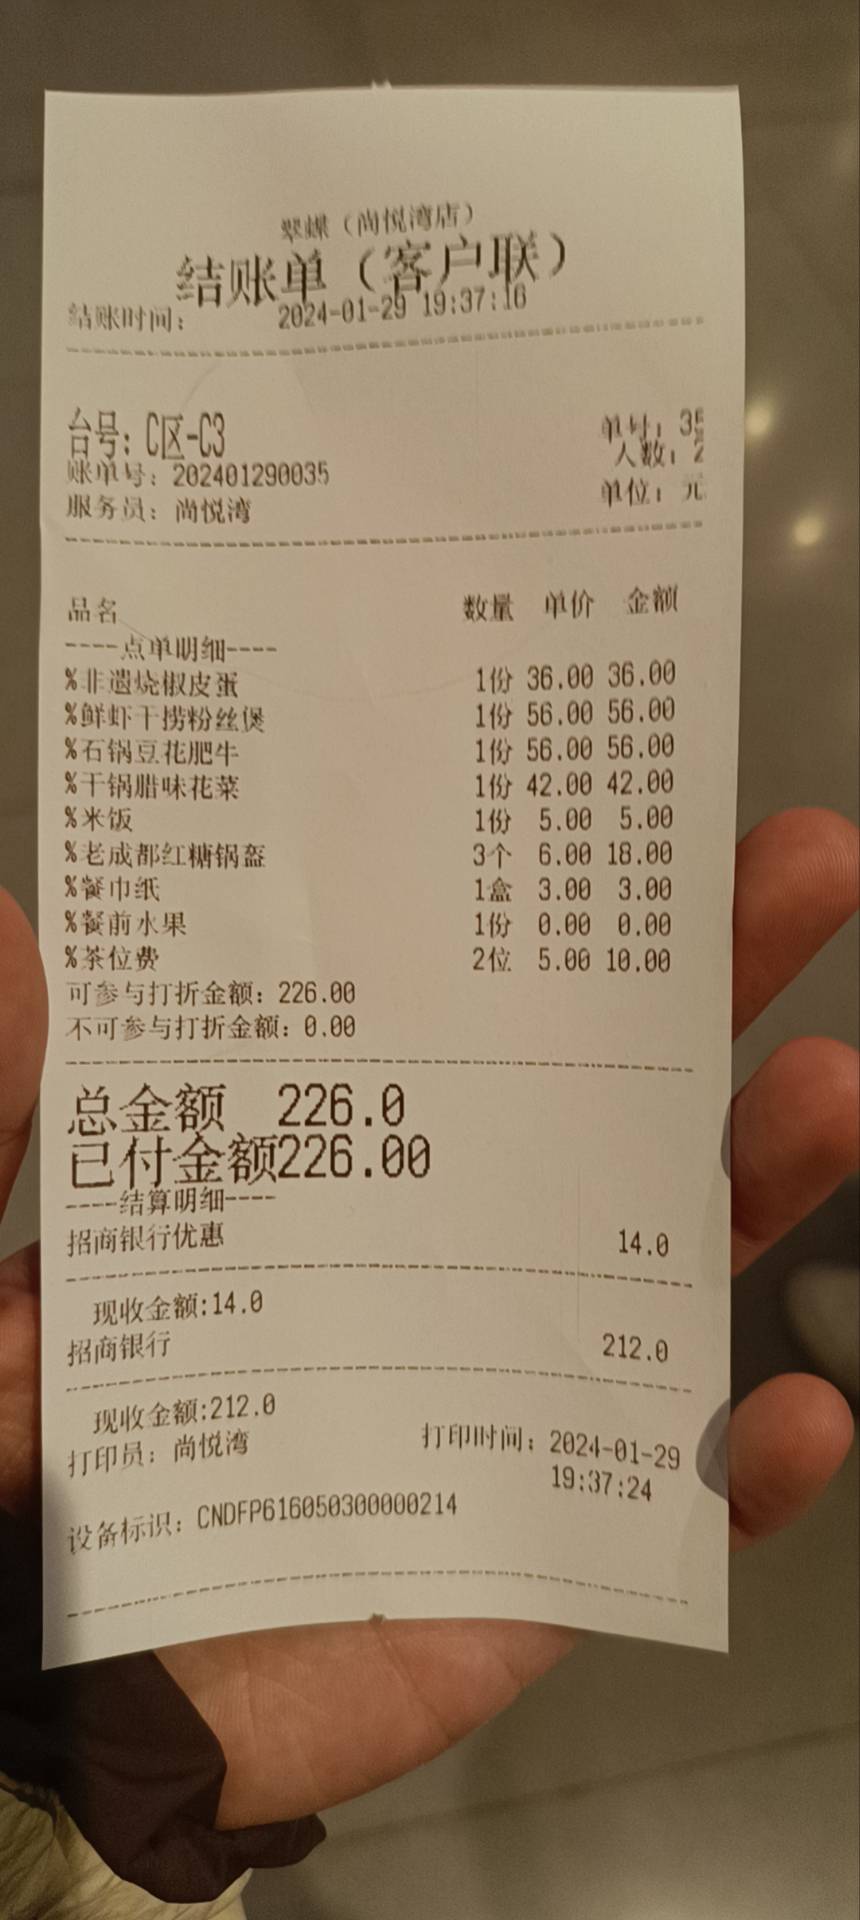 翠蝶（尚悦湾店）
结账单（客户联）
结账时间： 2024-01-29 19:37:16
台号：C区-C3
单号：35
人数：2
账单号：202401290035
单位：元
服务员：尚悦湾
品名 数量 单价 金额
----点单明细----
%非遗烧椒皮蛋 1份 36.00 36.00
%鲜虾干捞粉丝煲 1份 56.00 56.00
%石锅豆花肥牛 1份 56.00 56.00
%干锅腊味花菜 1份 42.00 42.00
%米饭 1份 5.00 5.00
%老成都红糖锅盔 3个 6.00 18.00
%餐巾纸 1盒 3.00 3.00
%餐前水果 1份 0.00 0.00
%茶位费 2位 5.00 10.00
可参与打折金额：226.00
不可参与打折金额：0.00
总金额 226.0
已付金额226.00
----结算明细----
招商银行优惠 14.0
现收金额:14.0
招商银行 212.0
现收金额:212.0
打印员：尚悦湾 打印时间：2024-01-29
19:37:24
设备标识：CNDFP616050300000214